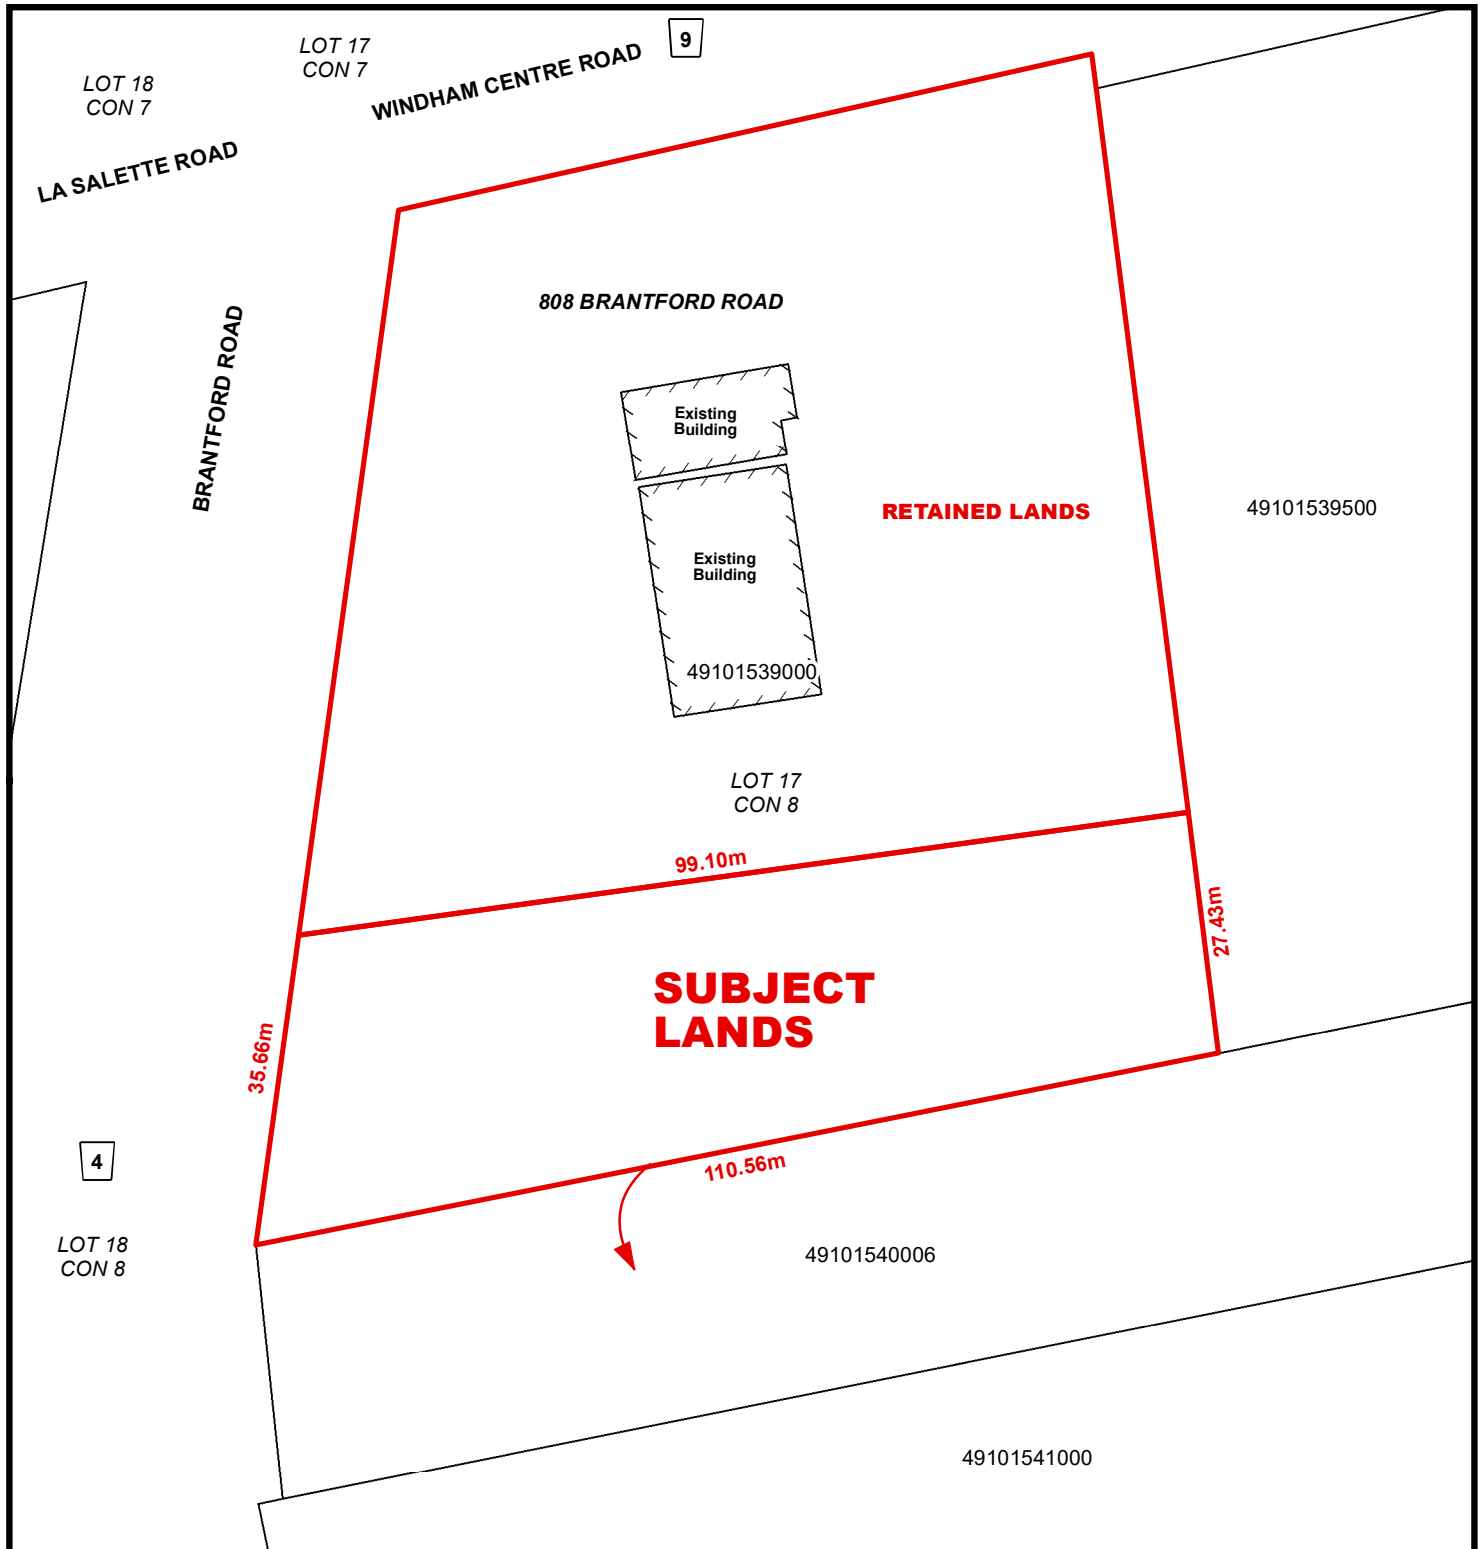 9
LOT 17
CON 7
LOT 18
CON 7
WINDHAM CENTRE ROAD
LA SALETTE ROAD
808 BRANTFORD ROAD
BRANTFORD ROAD
Existing
Building
RETAINED LANDS
49101539500
Existing
Building
49101539000
LOT 17
CON 8
99.10m
27.43m
SUBJECT
LANDS
35.66m
110.56m
4
LOT 18
CON 8
49101540006
49101541000